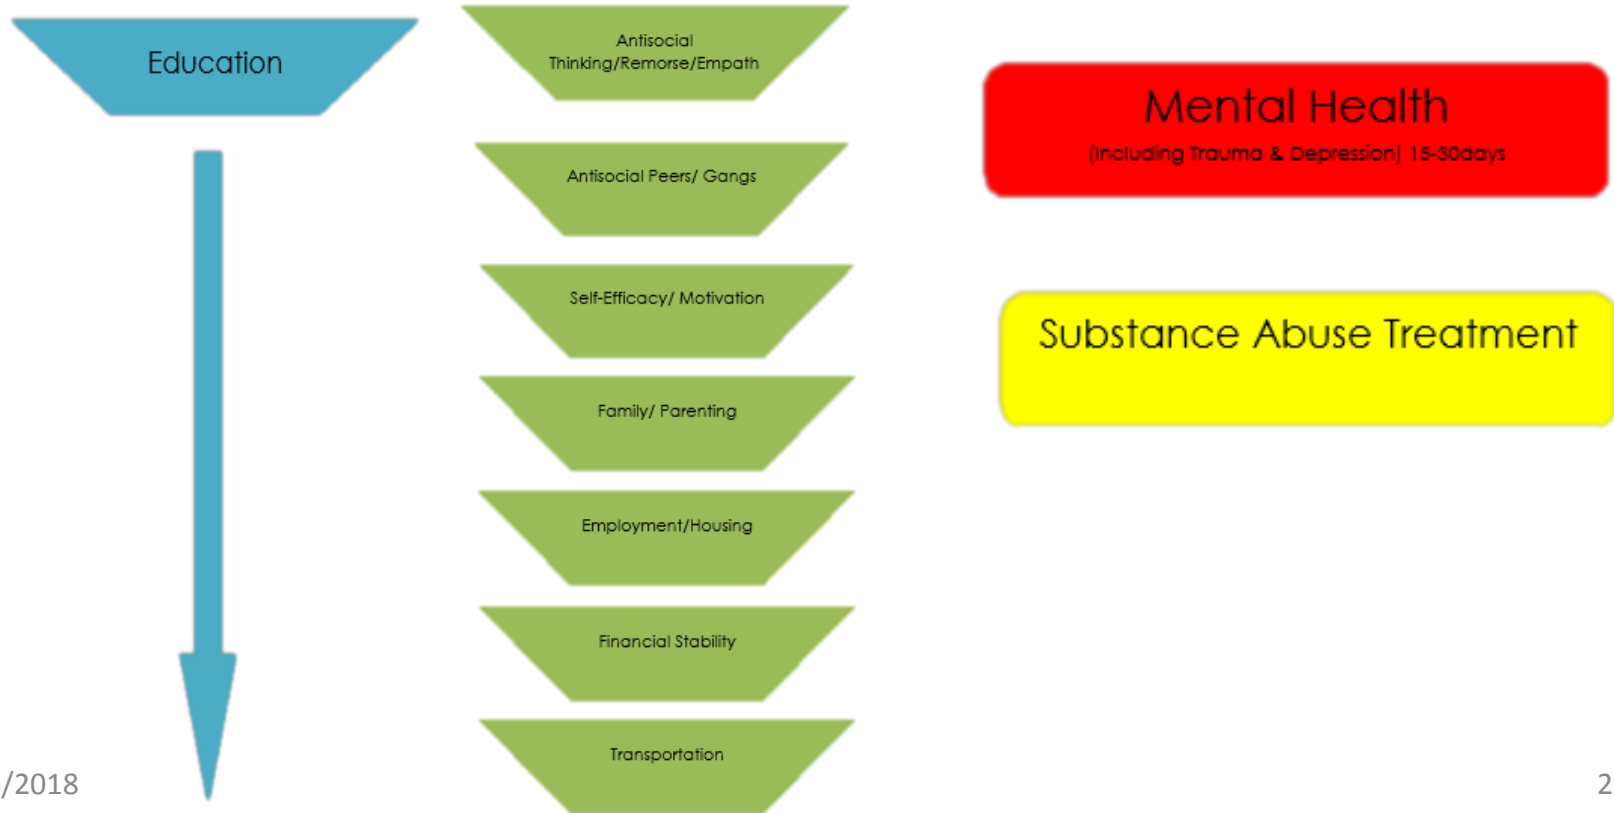 Education
Antisocial
Thinking/Remorse/Empath
Antisocial Peers/ Gangs
Self-Efficacy/ Motivation
Family/ Parenting
Employment/Housing
Financial Stability
Transportation
Mental Health
(Including Trauma & Depression) 15-30days
Substance Abuse Treatment
/2018
2